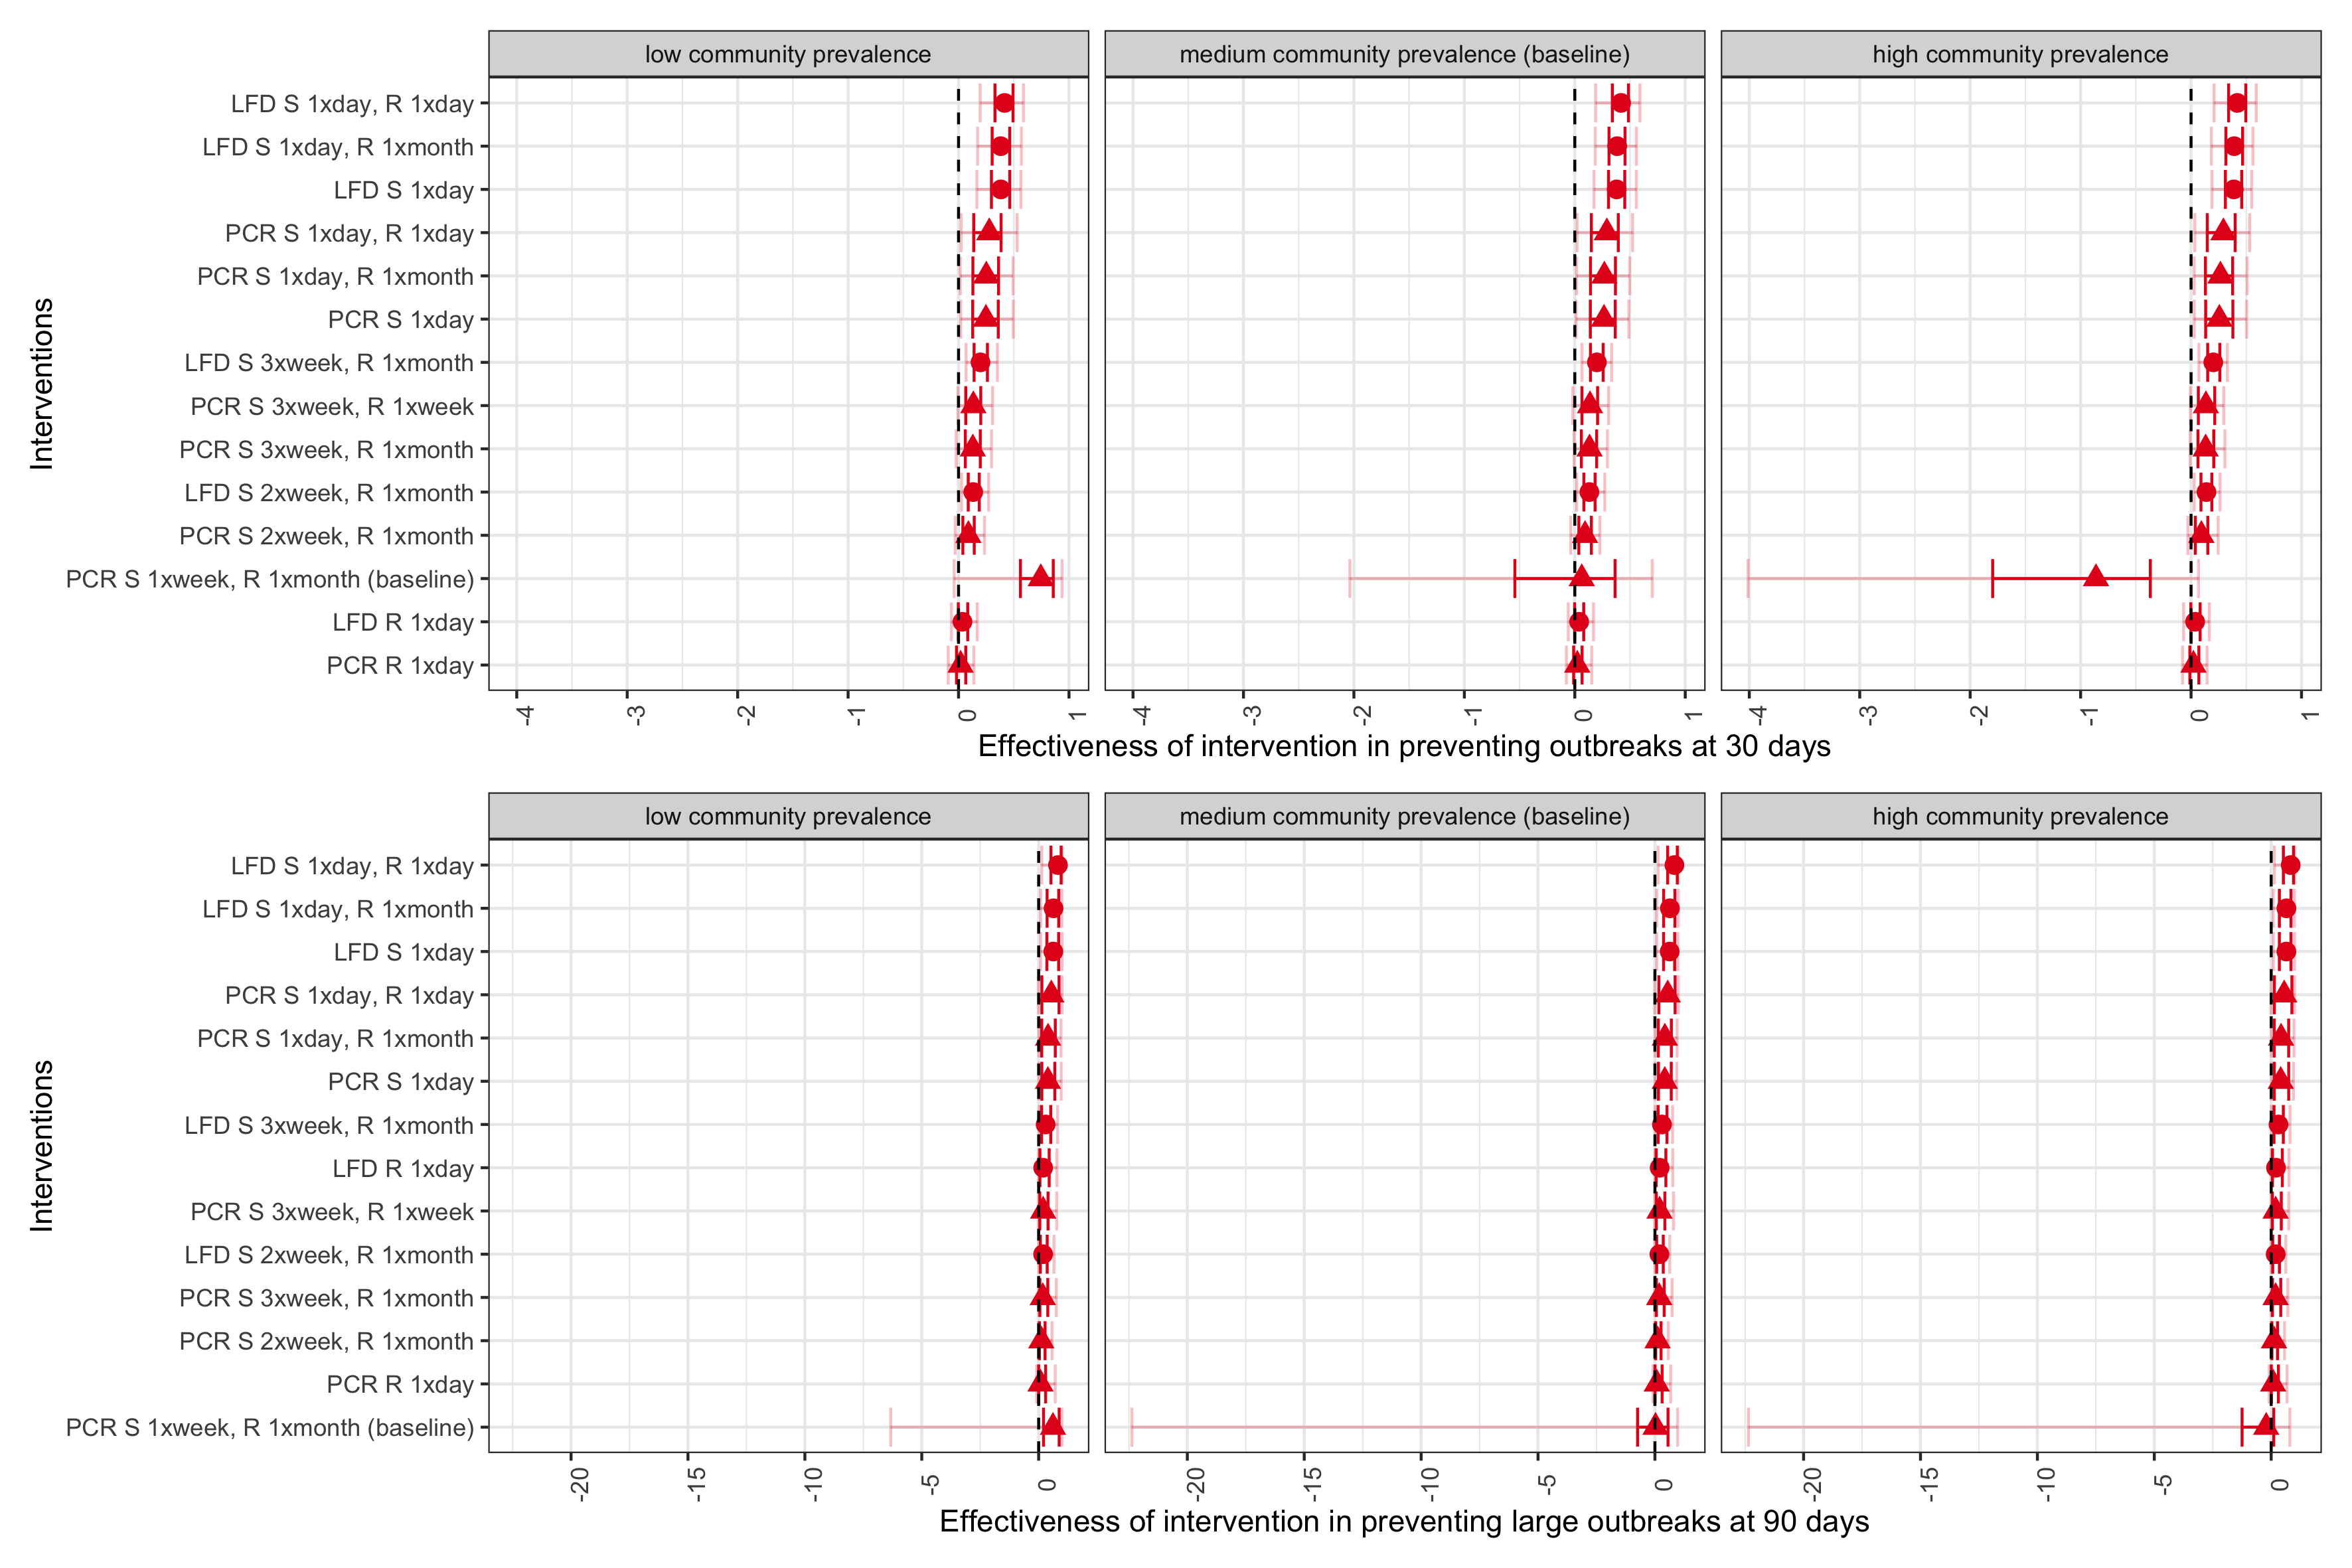 low community prevalence
medium community prevalence (baseline)
high community prevalence
Interventions
LFD S 1xday, R 1xday
LFD S 1xday, R 1xmonth
LFD S 1xday
PCR S 1xday, R 1xday
PCR S 1xday, R 1xmonth
PCR S 1xday
LFD S 3xweek, R 1xmonth
PCR S 3xweek, R 1xweek
PCR S 3xweek, R 1xmonth
LFD S 2xweek, R 1xmonth
PCR S 2xweek, R 1xmonth
PCR S 1xweek, R 1xmonth (baseline)
LFD R 1xday
PCR R 1xday
-4 -3 -2 -1 0 1
-4 -3 -2 -1 0 1
-4 -3 -2 -1 0 1
Effectiveness of intervention in preventing outbreaks at 30 days
low community prevalence
medium community prevalence (baseline)
high community prevalence
Interventions
LFD S 1xday, R 1xday
LFD S 1xday, R 1xmonth
LFD S 1xday
PCR S 1xday, R 1xday
PCR S 1xday, R 1xmonth
PCR S 1xday
LFD S 3xweek, R 1xmonth
LFD R 1xday
PCR S 3xweek, R 1xweek
LFD S 2xweek, R 1xmonth
PCR S 3xweek, R 1xmonth
PCR S 2xweek, R 1xmonth
PCR R 1xday
PCR S 1xweek, R 1xmonth (baseline)
-20 -15 -10 -5 0
-20 -15 -10 -5 0
-20 -15 -10 -5 0
Effectiveness of intervention in preventing large outbreaks at 90 days